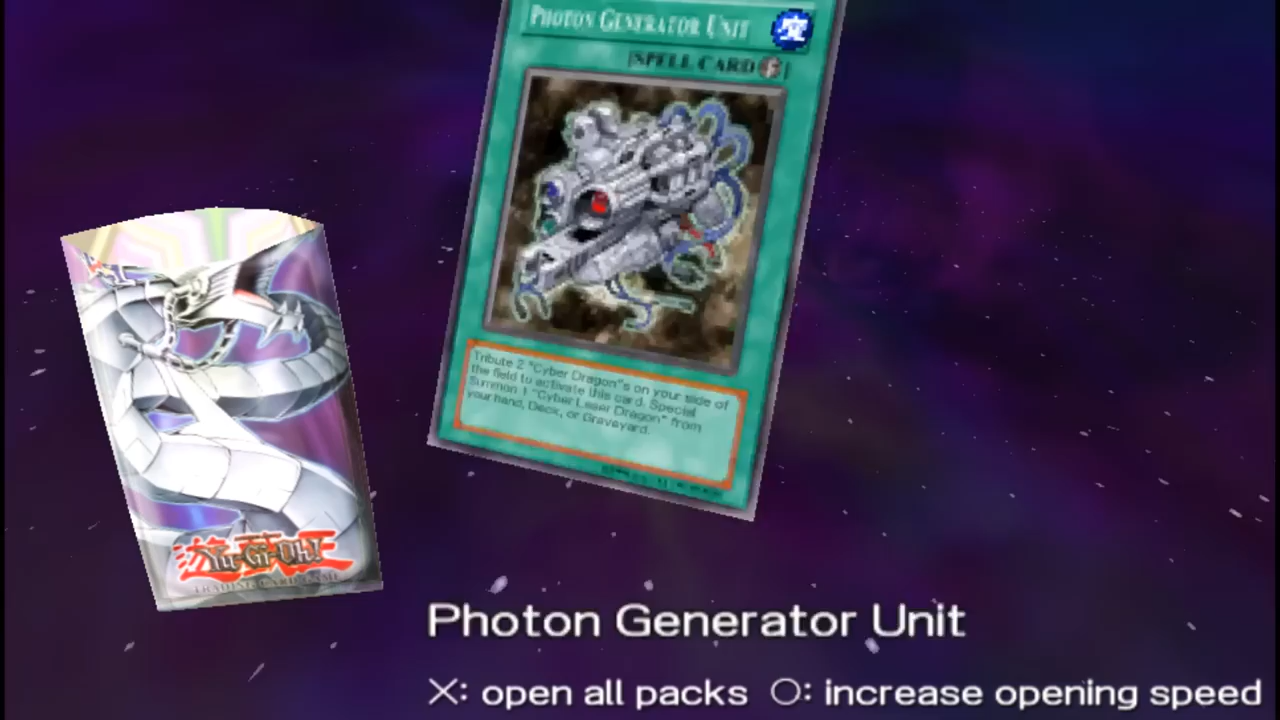 PHOTON GENERATOR UNIT
[SPELL CARD]
Tribute 2 "Cyber Dragon"s on your side of
the field to activate this card. Special
Summon 1 "Cyber Laser Dragon" from
your hand, Deck, or Graveyard.
Yu-Gi-Oh!
TRADING CARD GAME
Photon Generator Unit
X: open all packs O: increase opening speed